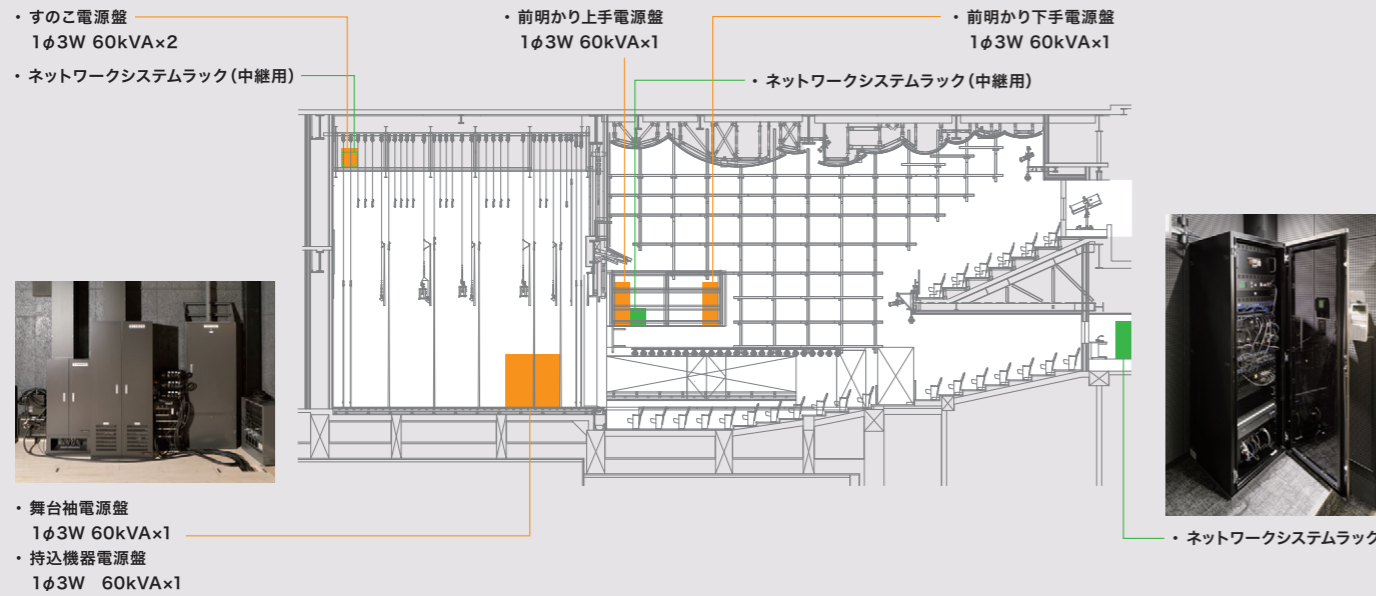 ・すのこ電源盤
1φ3W 60kVA×2
・ネットワークシステムラック(中継用)
・前明かり上手電源盤
1φ3W 60kVA×1
・前明かり下手電源盤
1φ3W 60kVA×1
・ネットワークシステムラック(中継用)
・舞台袖電源盤
1φ3W 60kVA×1
・持込機器電源盤
1φ3W 60kVA×1
・ネットワークシステムラック